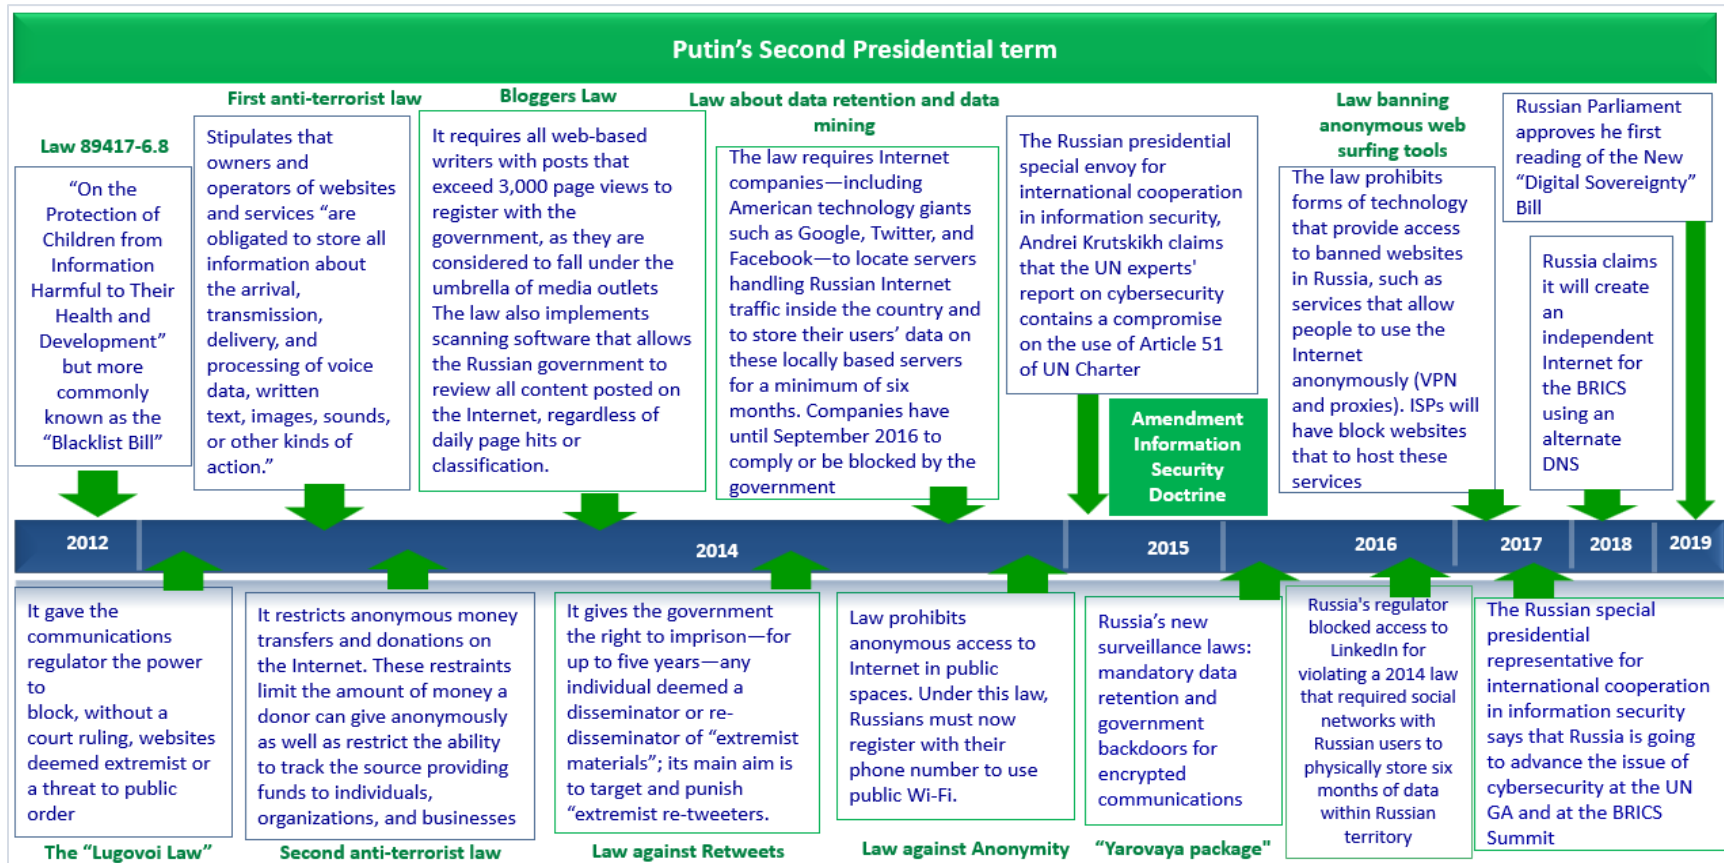 Putin's Second Presidential term
Law 89417-6.8
"On the
Protection of
Children from
Information
Harmful to Their
Health and
Development"
but more
commonly
known as the
"Blacklist Bill"
First anti-terrorist law
Stipulates that
owners and
operators of websites
and services "are
obligated to store all
information about
the arrival,
transmission,
delivery, and
processing of voice
data, written
text, images, sounds,
or other kinds of
action."
Bloggers Law
It requires all web-based
writers with posts that
exceed 3,000 page views to
register with the
government, as they are
considered to fall under the
umbrella of media outlets
The law also implements
scanning software that allows
the Russian government to
review all content posted on
the Internet, regardless of
daily page hits or
classification.
Law about data retention and data
mining
The law requires Internet
companies—including
American technology giants
such as Google, Twitter, and
Facebook—to locate servers
handling Russian Internet
traffic inside the country and
to store their users' data on
these locally based servers
for a minimum of six
months. Companies have
until September 2016 to
comply or be blocked by the
government
The Russian presidential
special envoy for
international cooperation
in information security,
Andrei Krutskikh claims
that the UN experts'
report on cybersecurity
contains a compromise
on the use of Article 51
of UN Charter
Amendment
Information
Security
Doctrine
Law banning
anonymous web
surfing tools
The law prohibits
forms of technology
that provide access
to banned websites
in Russia, such as
services that allow
people to use the
Internet
anonymously (VPN
and proxies). ISPs will
have block websites
that to host these
services
Russian Parliament
approves he first
reading of the New
"Digital Sovereignty"
Bill
Russia claims
it will create
an
independent
Internet for
the BRICS
using an
alternate
DNS
2012
2014
2015
2016
2017
2018
2019
It gave the
communications
regulator the power
to
block, without a
court ruling, websites
deemed extremist or
a threat to public
order
The "Lugovoi Law"
It restricts anonymous money
transfers and donations on
the Internet. These restraints
limit the amount of money a
donor can give anonymously
as well as restrict the ability
to track the source providing
funds to individuals,
organizations, and businesses
Second anti-terrorist law
It gives the government
the right to imprison—for
up to five years—any
individual deemed a
disseminator or re-
disseminator of "extremist
materials"; its main aim is
to target and punish
"extremist re-tweeters.
Law against Retweets
Law prohibits
anonymous access to
Internet in public
spaces. Under this law,
Russians must now
register with their
phone number to use
public Wi-Fi.
Law against Anonymity
Russia's new
surveillance laws:
mandatory data
retention and
government
backdoors for
encrypted
communications
"Yarovaya package"
Russia's regulator
blocked access to
LinkedIn for
violating a 2014 law
that required social
networks with
Russian users to
physically store six
months of data
within Russian
territory
The Russian special
presidential
representative for
international cooperation
in information security
says that Russia is going
to advance the issue of
cybersecurity at the UN
GA and at the BRICS
Summit